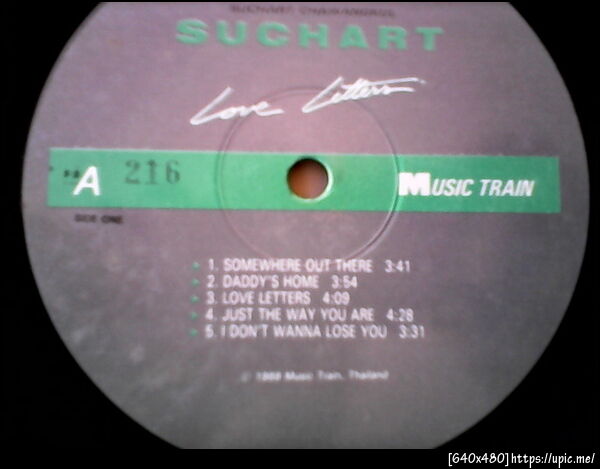 SUCHART
Love Letters
A 216
MUSIC TRAIN
SIDE ONE
1. SOMEWHERE OUT THERE 3:41
2. DADDY'S HOME 3:54
3. LOVE LETTERS 4:09
4. JUST THE WAY YOU ARE 4:28
5. I DON'T WANNA LOSE YOU 3:31
Music Train, Thailand
[640x480]https://upic.me/